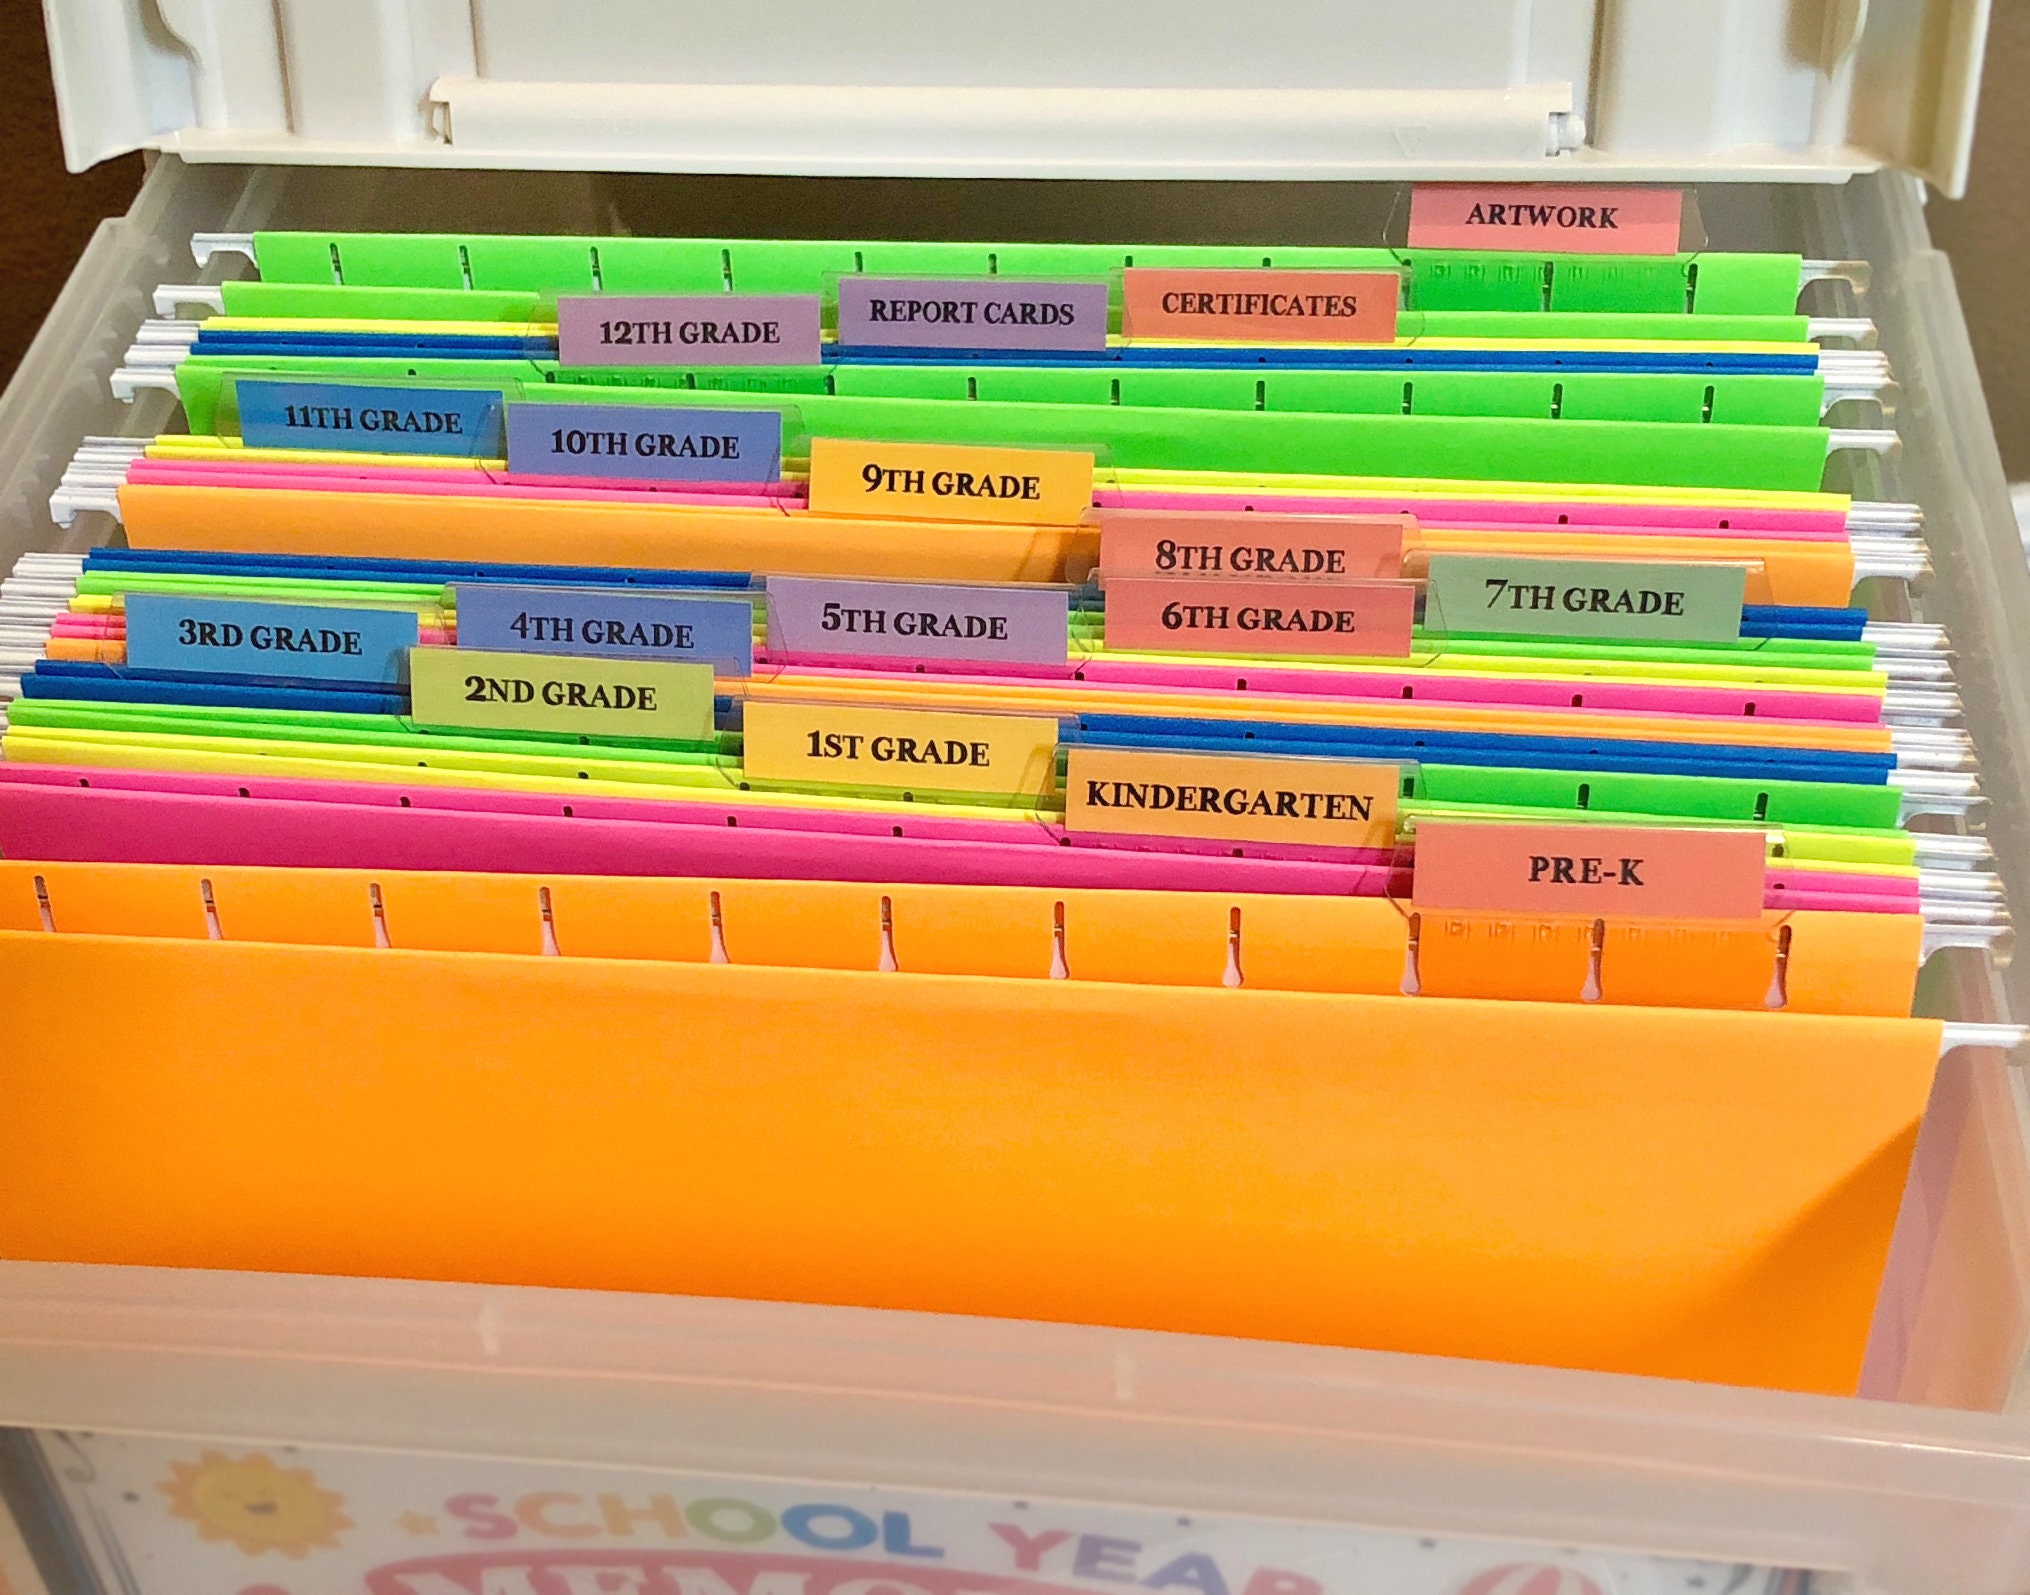 ARTWORK
CERTIFICATES
REPORT CARDS
12TH GRADE
11TH GRADE
10TH GRADE
9TH GRADE
8TH GRADE
7TH GRADE
6TH GRADE
5TH GRADE
4TH GRADE
3RD GRADE
2ND GRADE
1ST GRADE
KINDERGARTEN
PRE-K
SCHOOL YEAR